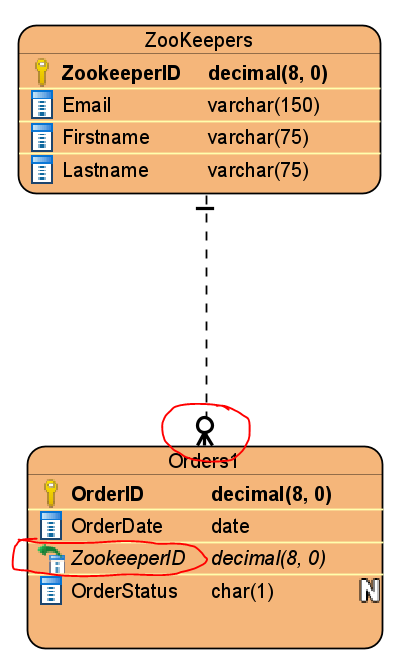 ZooKeepers
ZookeeperID decimal(8, 0)
Email varchar(150)
Firstname varchar(75)
Lastname varchar(75)
Orders1
OrderID decimal(8, 0)
OrderDate date
ZookeeperID decimal(8, 0)
OrderStatus char(1) N